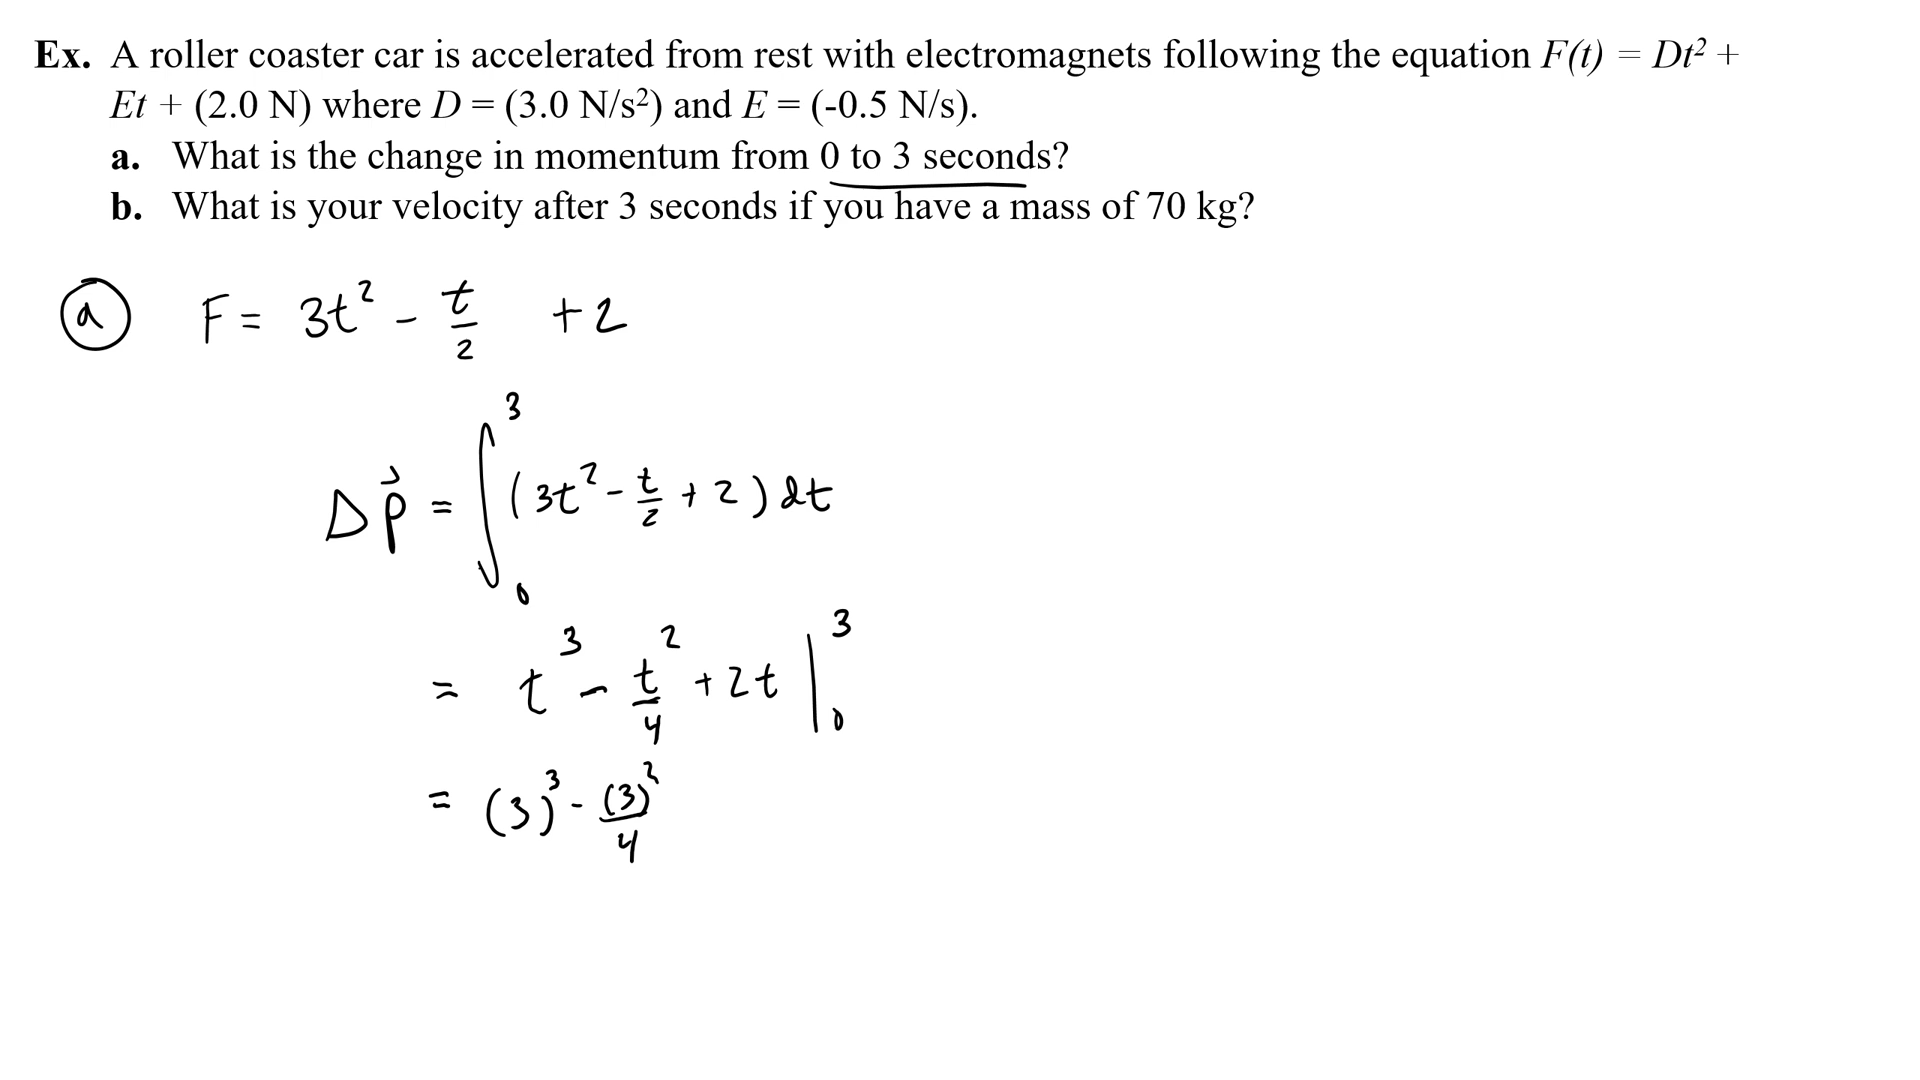 Ex. A roller coaster car is accelerated from rest with electromagnets following the equation F(t) = Dt² +
Et + (2.0 N) where D = (3.0 N/s²) and E = (-0.5 N/s).
a. What is the change in momentum from 0 to 3 seconds?
b. What is your velocity after 3 seconds if you have a mass of 70 kg?
ⓐ F = 3t² - t/2 + 2
Δp⃗ = ∫₀³ (3t² - t/2 + 2) dt
= t³ - t²/4 + 2t |₀³
= (3)³ - (3)²/4